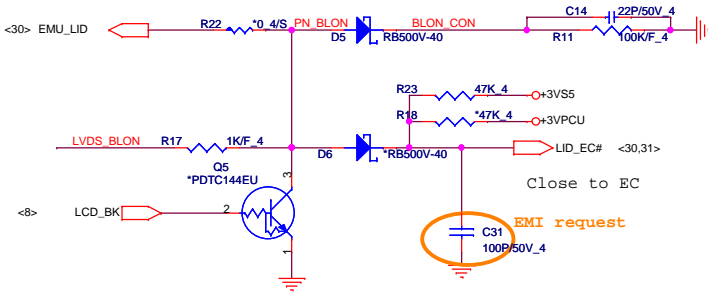 C14 22P/50V_4
R22 *0_4/S PN_BLON BLON_CON
<30> EMU_LID
D5 RB500V-40 R11 100K/F_4
R23 47K_4 +3VS5
R18 *47K_4 +3VPCU
LVDS_BLON R17 1K/F_4
D6 *RB500V-40 LID_EC# <30,31>
Q5
*PDTC144EU
3
Close to EC
<8> LCD_BK 2
EMI request
C31
100P/50V_4
1